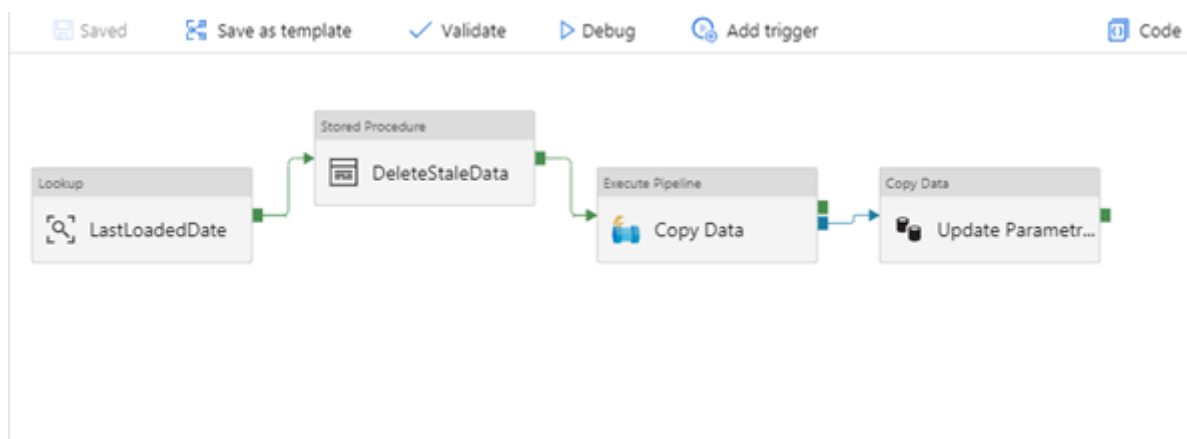 Saved Save as template Validate Debug Add trigger Code
Stored Procedure
DeleteStaleData
Lookup
LastLoadedDate
Execute Pipeline
Copy Data
Copy Data
Update Parametr...